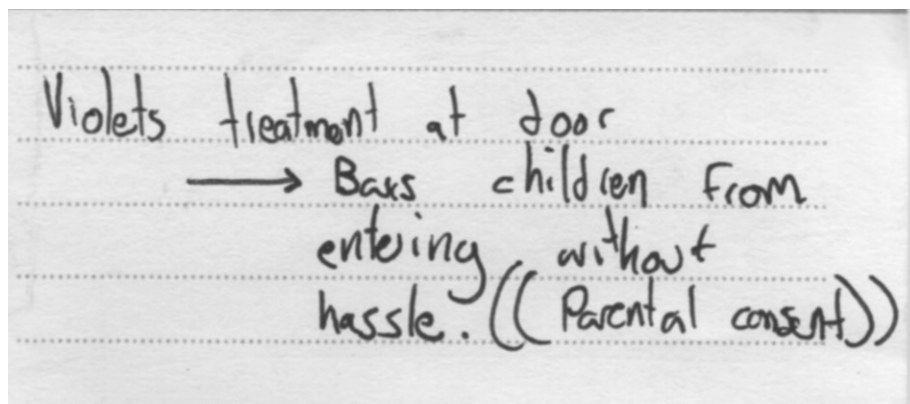 Violets treatment at door
→ Bars children from
entering without
hassle. ((Parental consent))